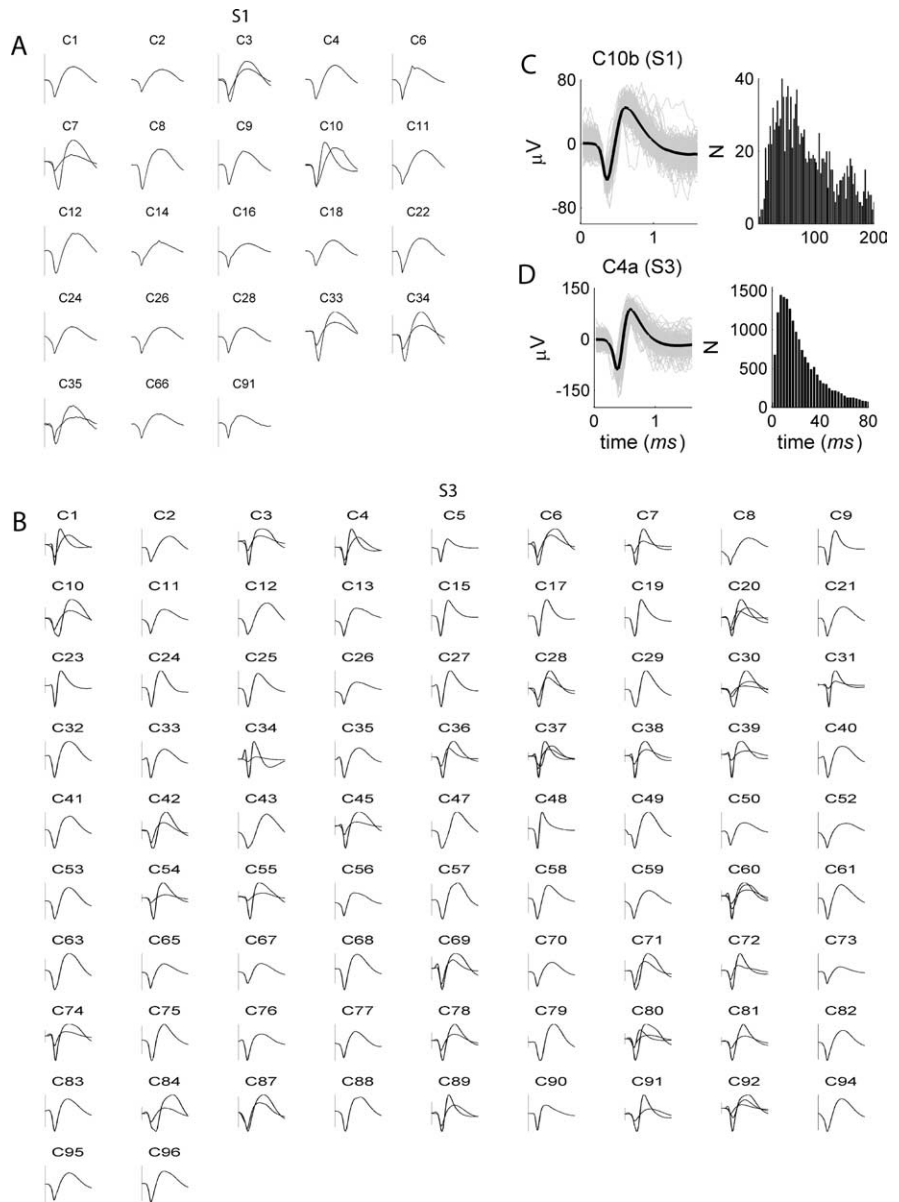 S1
A
C1 C2 C3 C4 C6
C7 C8 C9 C10 C11
C12 C14 C16 C18 C22
C24 C26 C28 C33 C34
C35 C66 C91
C
C10b (S1)
μV
80
0
-80
0 1
N
40
20
0
100 200
D
C4a (S3)
μV
150
0
-150
0 1
time (ms)
N
1500
1000
500
0
0 40 80
time (ms)
S3
B
C1 C2 C3 C4 C5 C6 C7 C8 C9
C10 C11 C12 C13 C15 C17 C19 C20 C21
C23 C24 C25 C26 C27 C28 C29 C30 C31
C32 C33 C34 C35 C36 C37 C38 C39 C40
C41 C42 C43 C45 C47 C48 C49 C50 C52
C53 C54 C55 C56 C57 C58 C59 C60 C61
C63 C65 C67 C68 C69 C70 C71 C72 C73
C74 C75 C76 C77 C78 C79 C80 C81 C82
C83 C84 C87 C88 C89 C90 C91 C92 C94
C95 C96